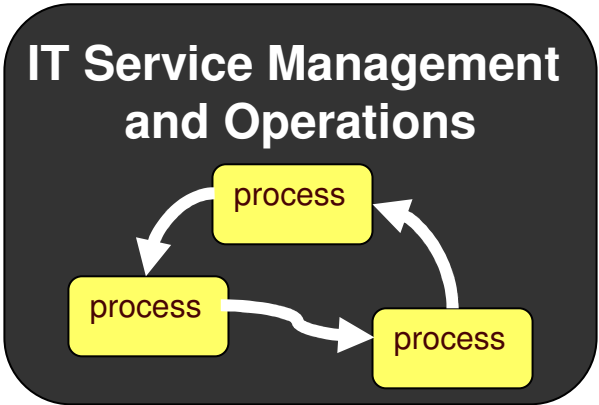 IT Service Management
and Operations
process
process
process